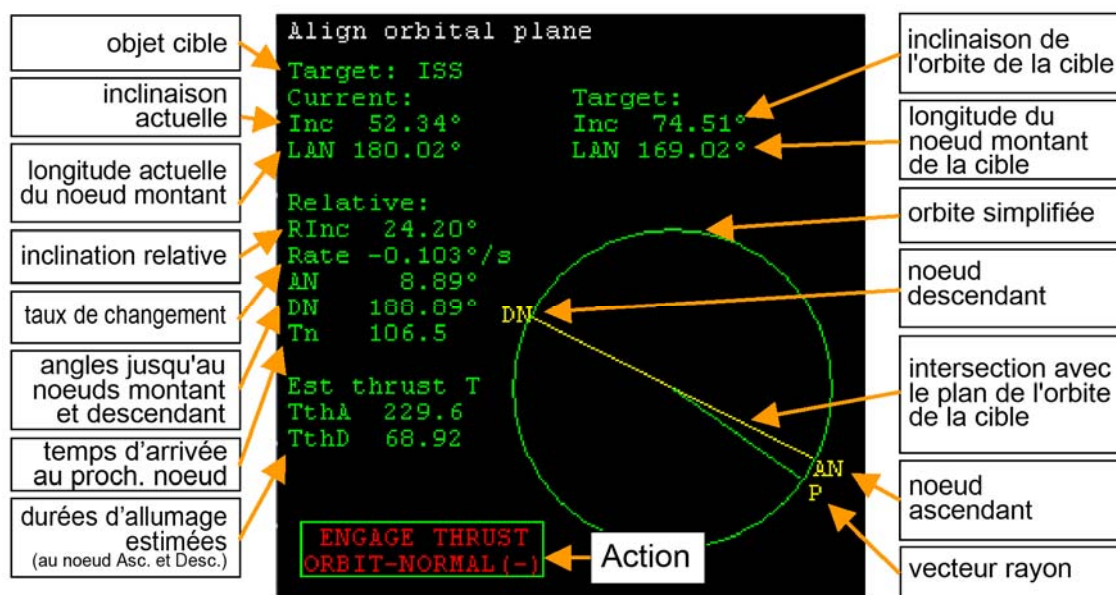 objet cible
inclinaison
actuelle
longitude actuelle
du noeud montant
inclination relative
taux de changement
angles jusqu'au
noeuds montant
et descendant
temps d'arrivée
au proch. noeud
durées d'allumage
estimées
(au noeud Asc. et Desc.)
Align orbital plane
Target: ISS
Current: Target:
Inc 52.34° Inc 74.51°
LAN 180.02° LAN 169.02°
Relative:
RInc 24.20°
Rate -0.103°/s
AN 8.89°
DN 188.89°
Tn 106.5
Est thrust T
TthA 229.6
TthD 68.92
DN
AN
P
ENGAGE THRUST
ORBIT-NORMAL(-)
Action
inclinaison de
l'orbite de la cible
longitude du
noeud montant
de la cible
orbite simplifiée
noeud
descendant
intersection avec
le plan de l'orbite
de la cible
noeud
ascendant
vecteur rayon